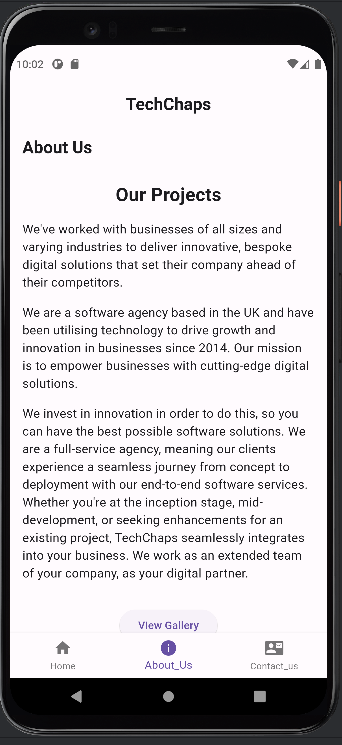 10:02
TechChaps
About Us
Our Projects
We've worked with businesses of all sizes and
varying industries to deliver innovative, bespoke
digital solutions that set their company ahead of
their competitors.
We are a software agency based in the UK and have
been utilising technology to drive growth and
innovation in businesses since 2014. Our mission
is to empower businesses with cutting-edge digital
solutions.
We invest in innovation in order to do this, so you
can have the best possible software solutions. We
are a full-service agency, meaning our clients
experience a seamless journey from concept to
deployment with our end-to-end software services.
Whether you're at the inception stage, mid-
development, or seeking enhancements for an
existing project, TechChaps seamlessly integrates
into your business. We work as an extended team
of your company, as your digital partner.
View Gallery
Home About_Us Contact_us